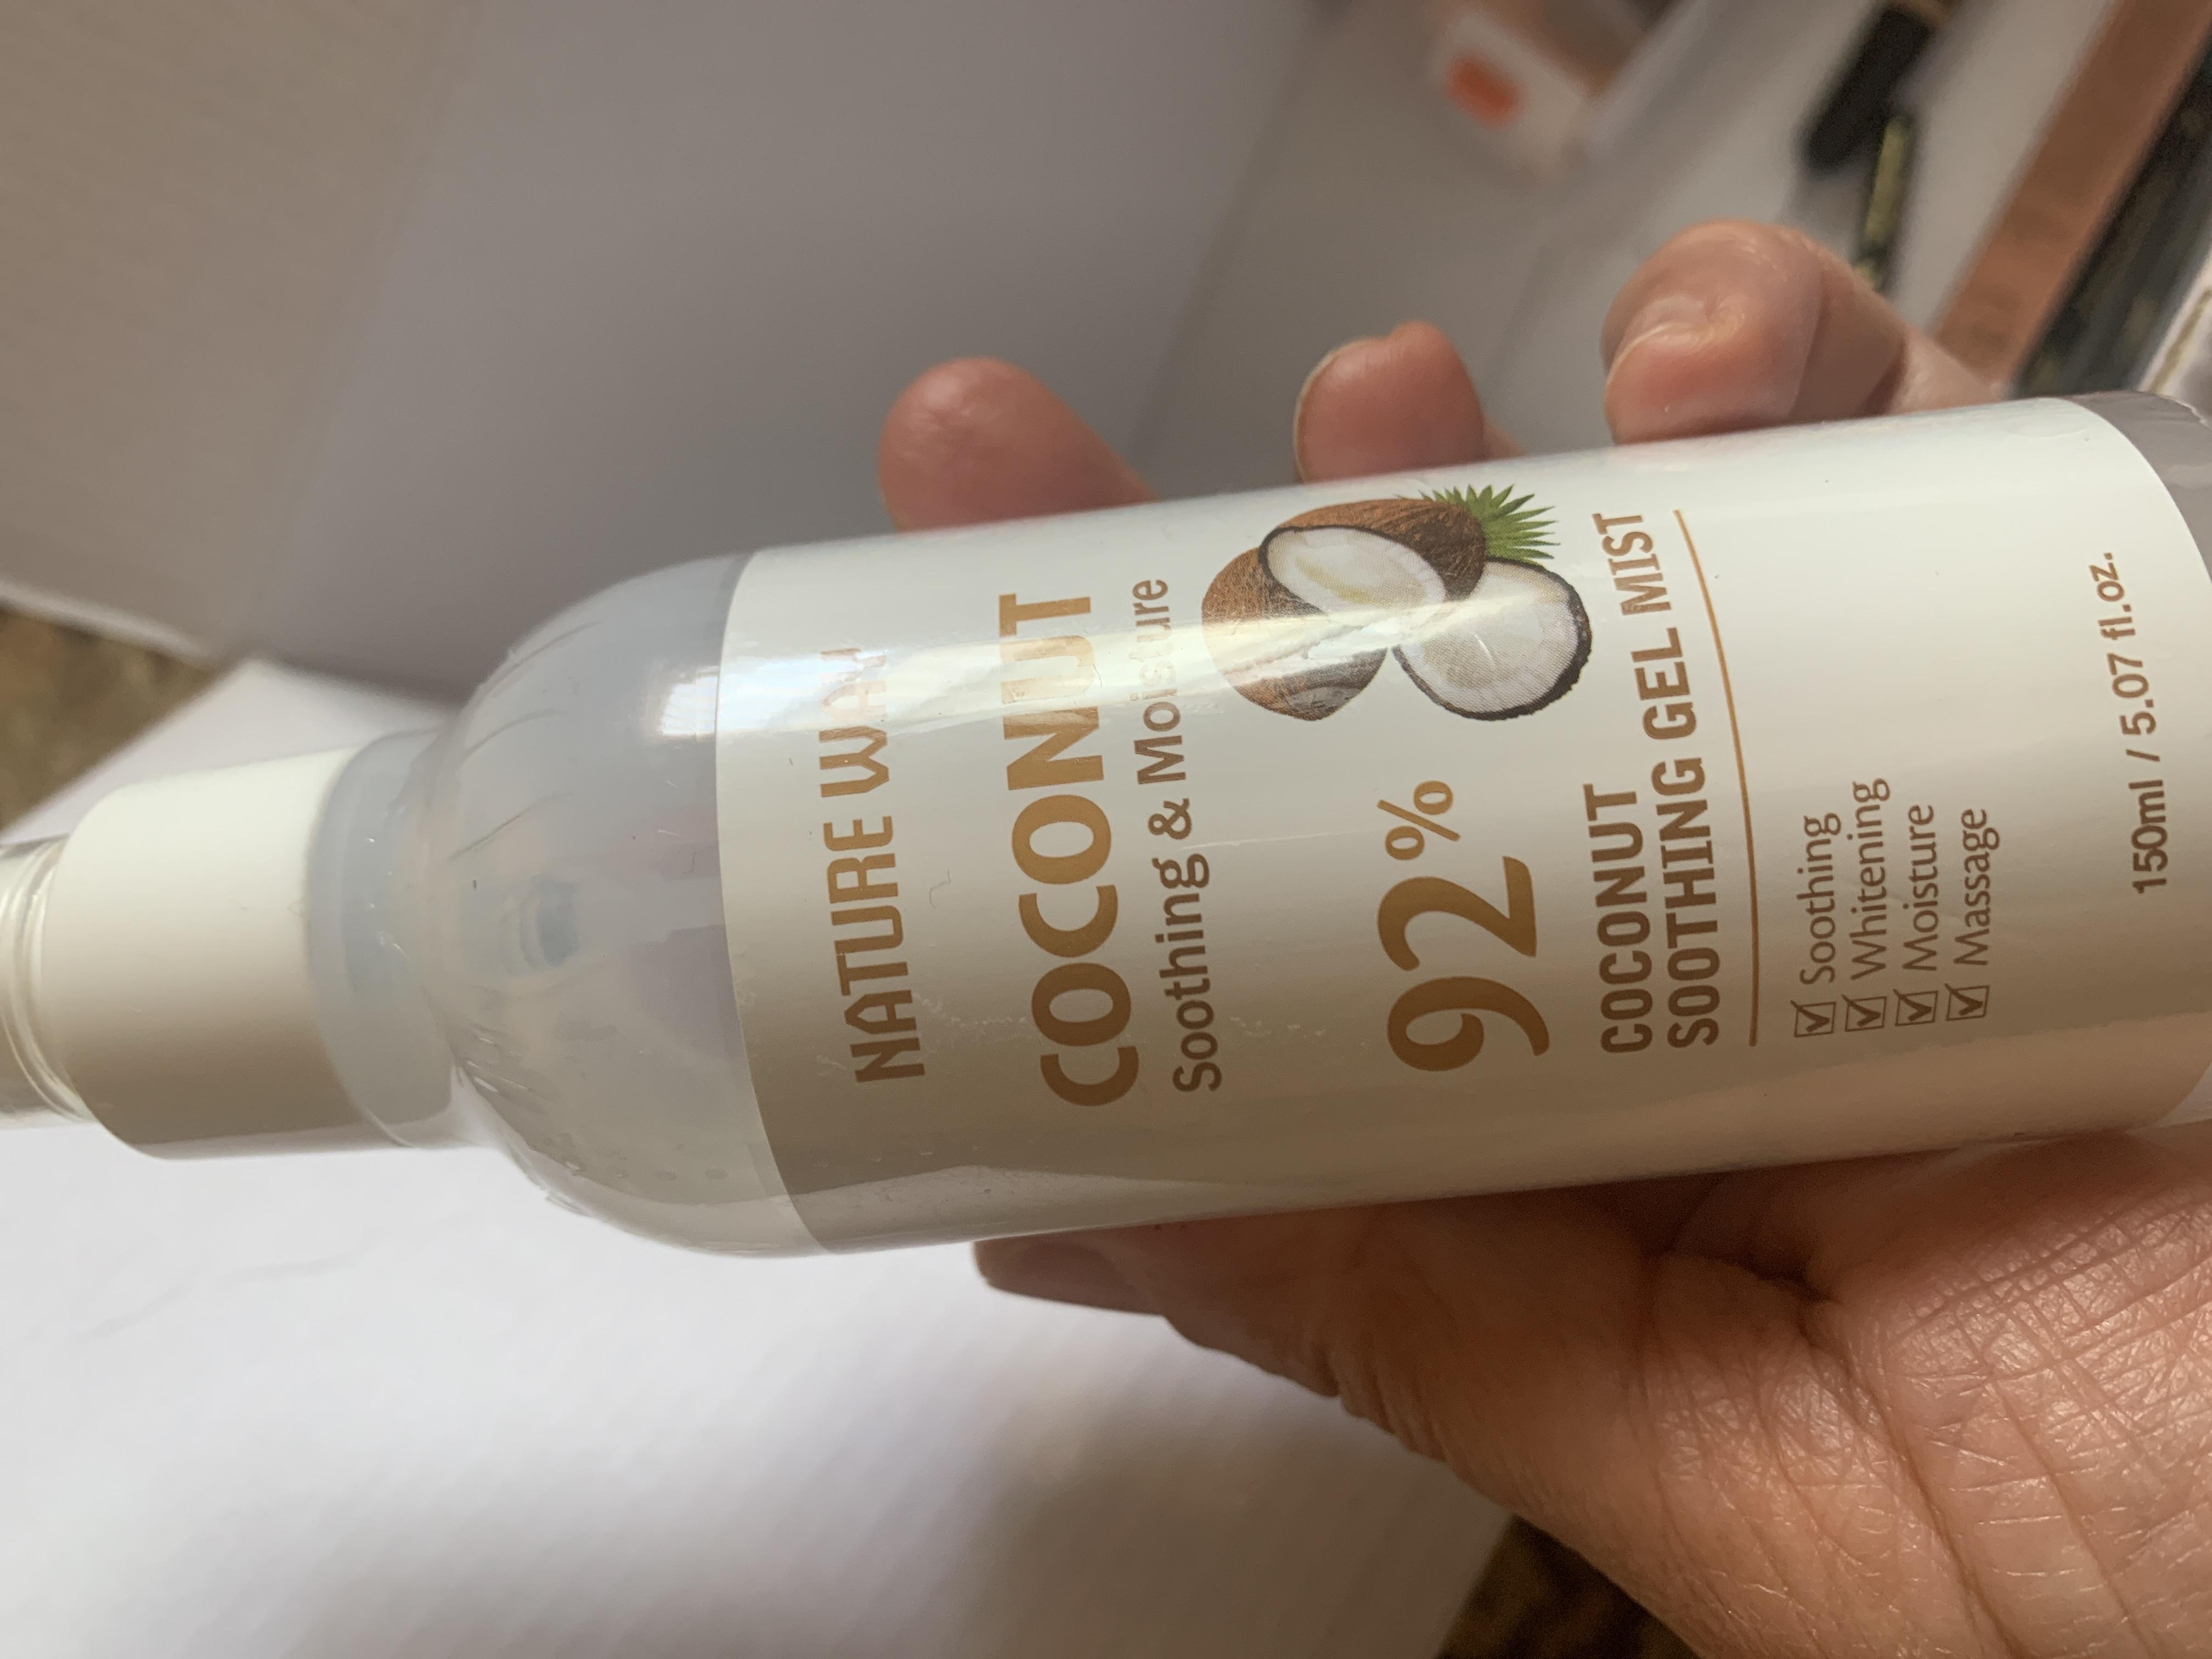 NATURE WAY
COCONUT
Soothing & Moisture
92%
COCONUT
SOOTHING GEL MIST
Soothing
Whitening
Moisture
Massage
150ml / 5.07 fl.oz.